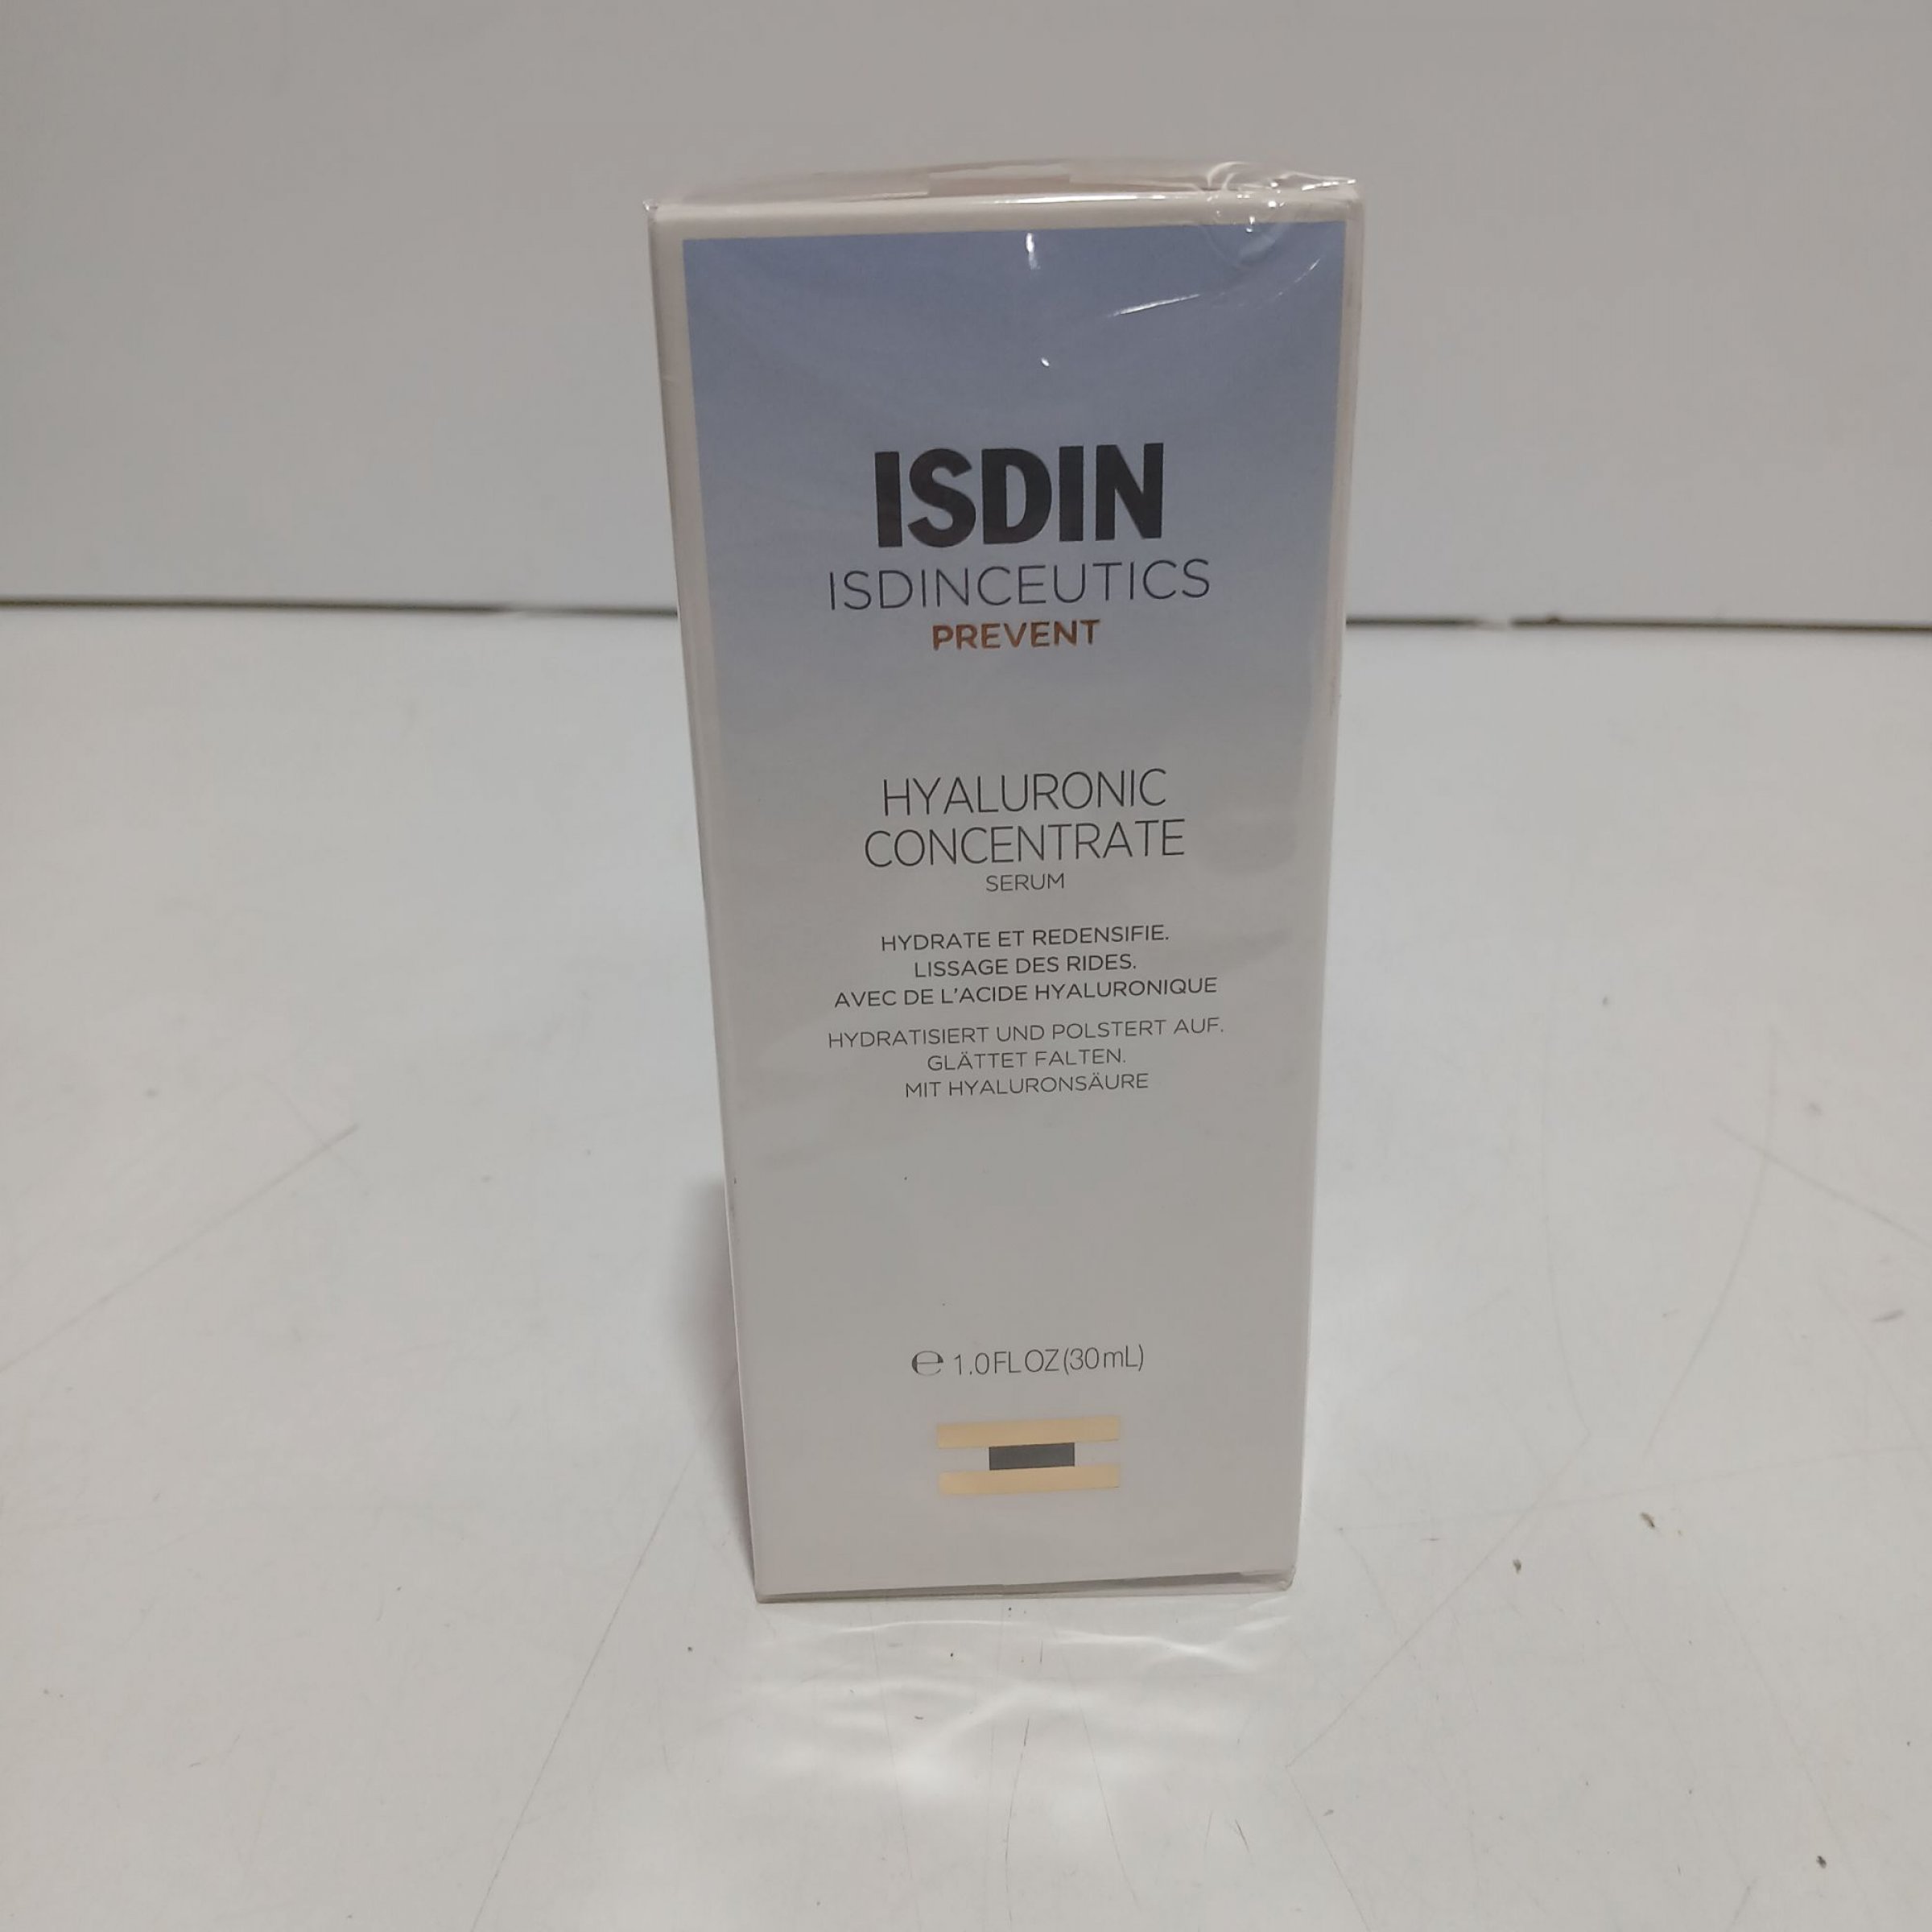 ISDIN
ISDINCEUTICS
PREVENT
HYALURONIC
CONCENTRATE
SERUM
HYDRATE ET REDENSIFIE.
LISSAGE DES RIDES.
AVEC DE L'ACIDE HYALURONIQUE
HYDRATISIERT UND POLSTERT AUF.
GLÄTTET FALTEN.
MIT HYALURONSÄURE
℮ 1.0 FL OZ (30 mL)